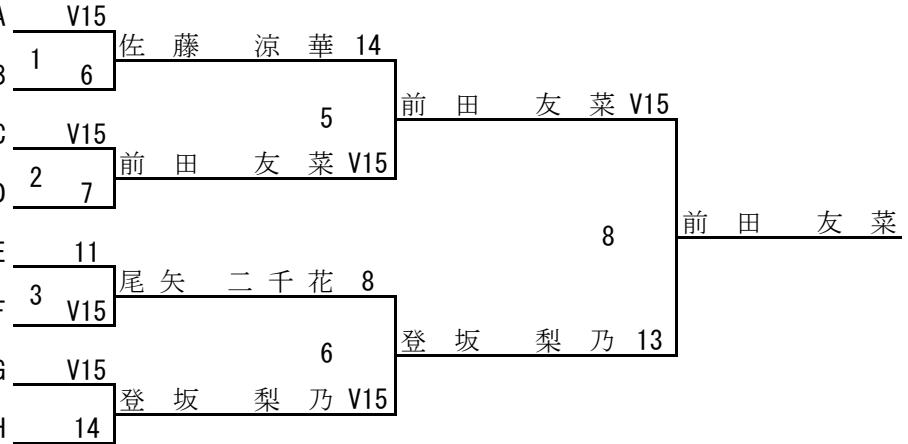 A V15
佐藤 涼華 14
1
B 6
前田 友菜 V15
5
C V15
前田 友菜 V15
2
D 7
前田 友菜
8
E 11
尾矢 二千花 8
3
F V15
登坂 梨乃 13
6
G V15
登坂 梨乃 V15
H 14